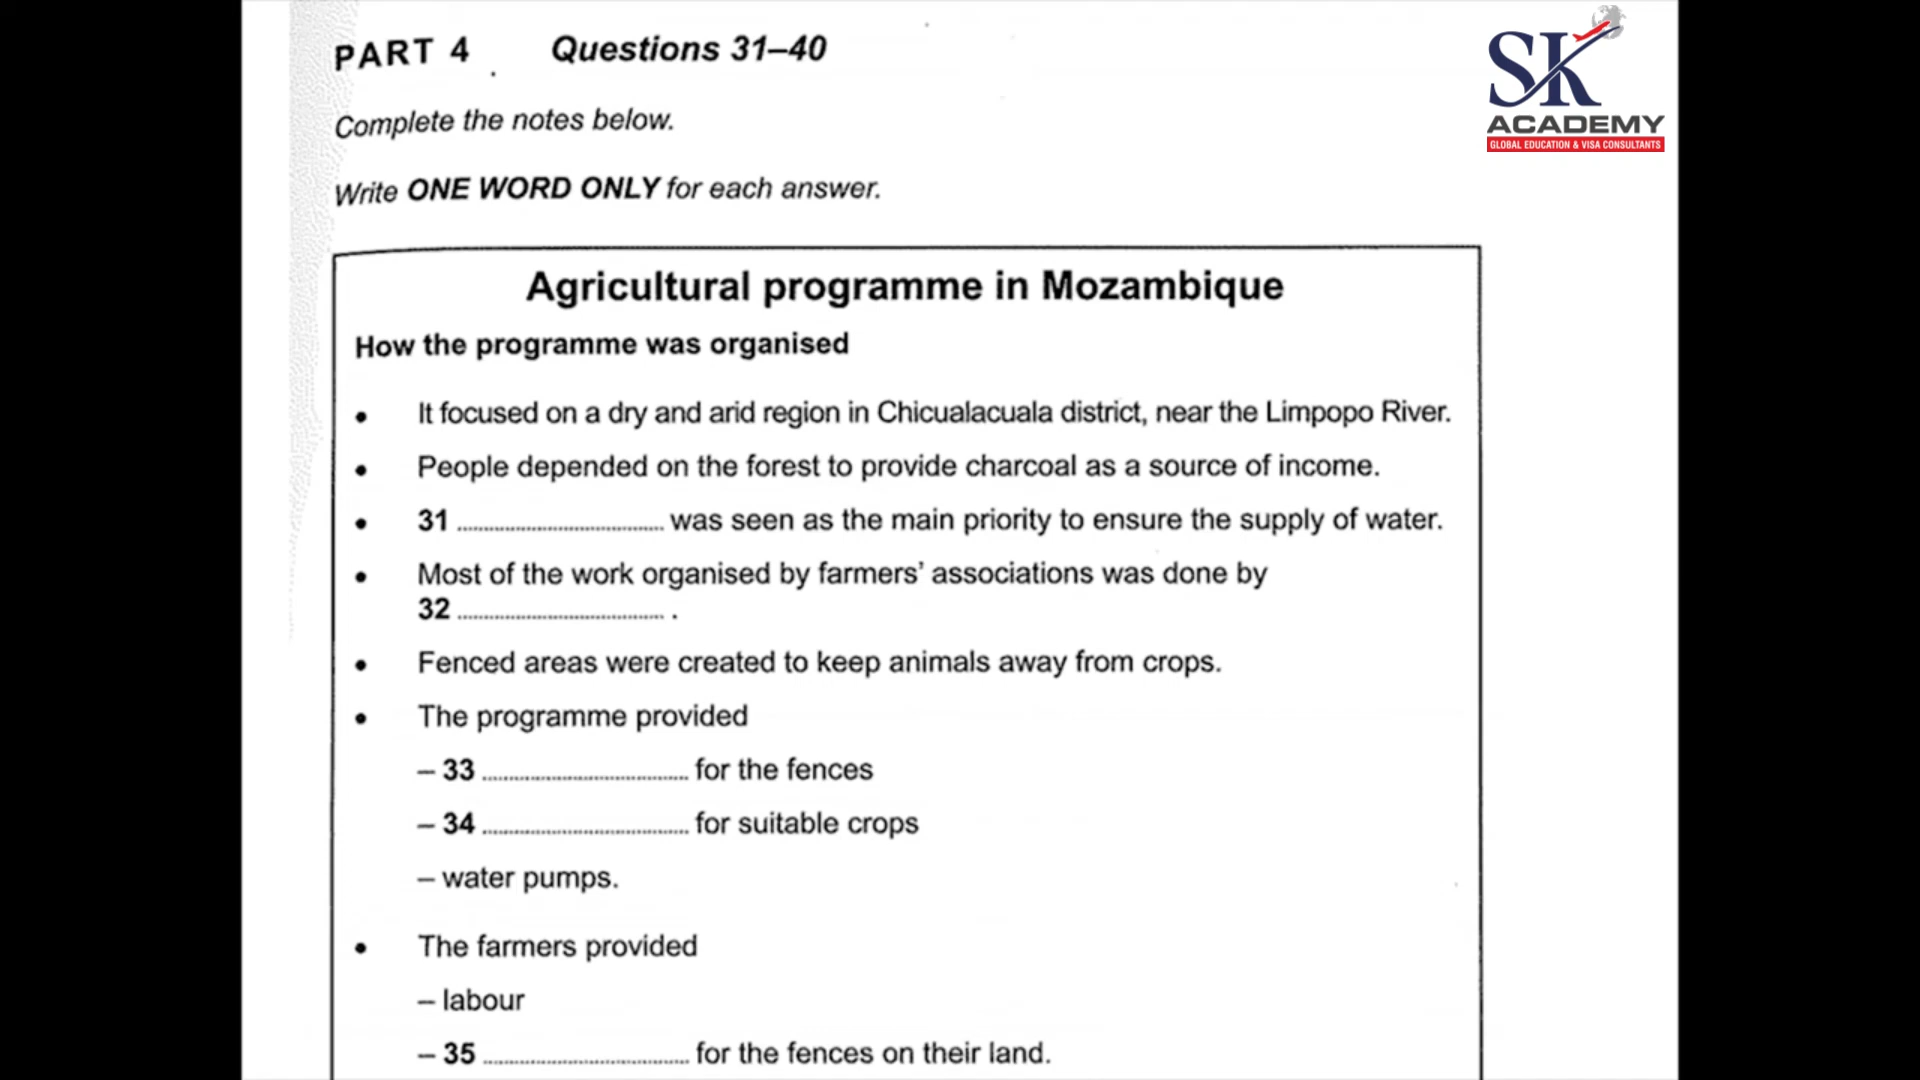 PART 4 Questions 31–40
SK
ACADEMY
GLOBAL EDUCATION & VISA CONSULTANTS
Complete the notes below.
Write ONE WORD ONLY for each answer.
Agricultural programme in Mozambique
How the programme was organised
• It focused on a dry and arid region in Chicualacuala district, near the Limpopo River.
• People depended on the forest to provide charcoal as a source of income.
• 31 .................................... was seen as the main priority to ensure the supply of water.
• Most of the work organised by farmers' associations was done by
32 .................................... .
• Fenced areas were created to keep animals away from crops.
• The programme provided
– 33 .................................... for the fences
– 34 .................................... for suitable crops
– water pumps.
• The farmers provided
– labour
– 35 .................................... for the fences on their land.